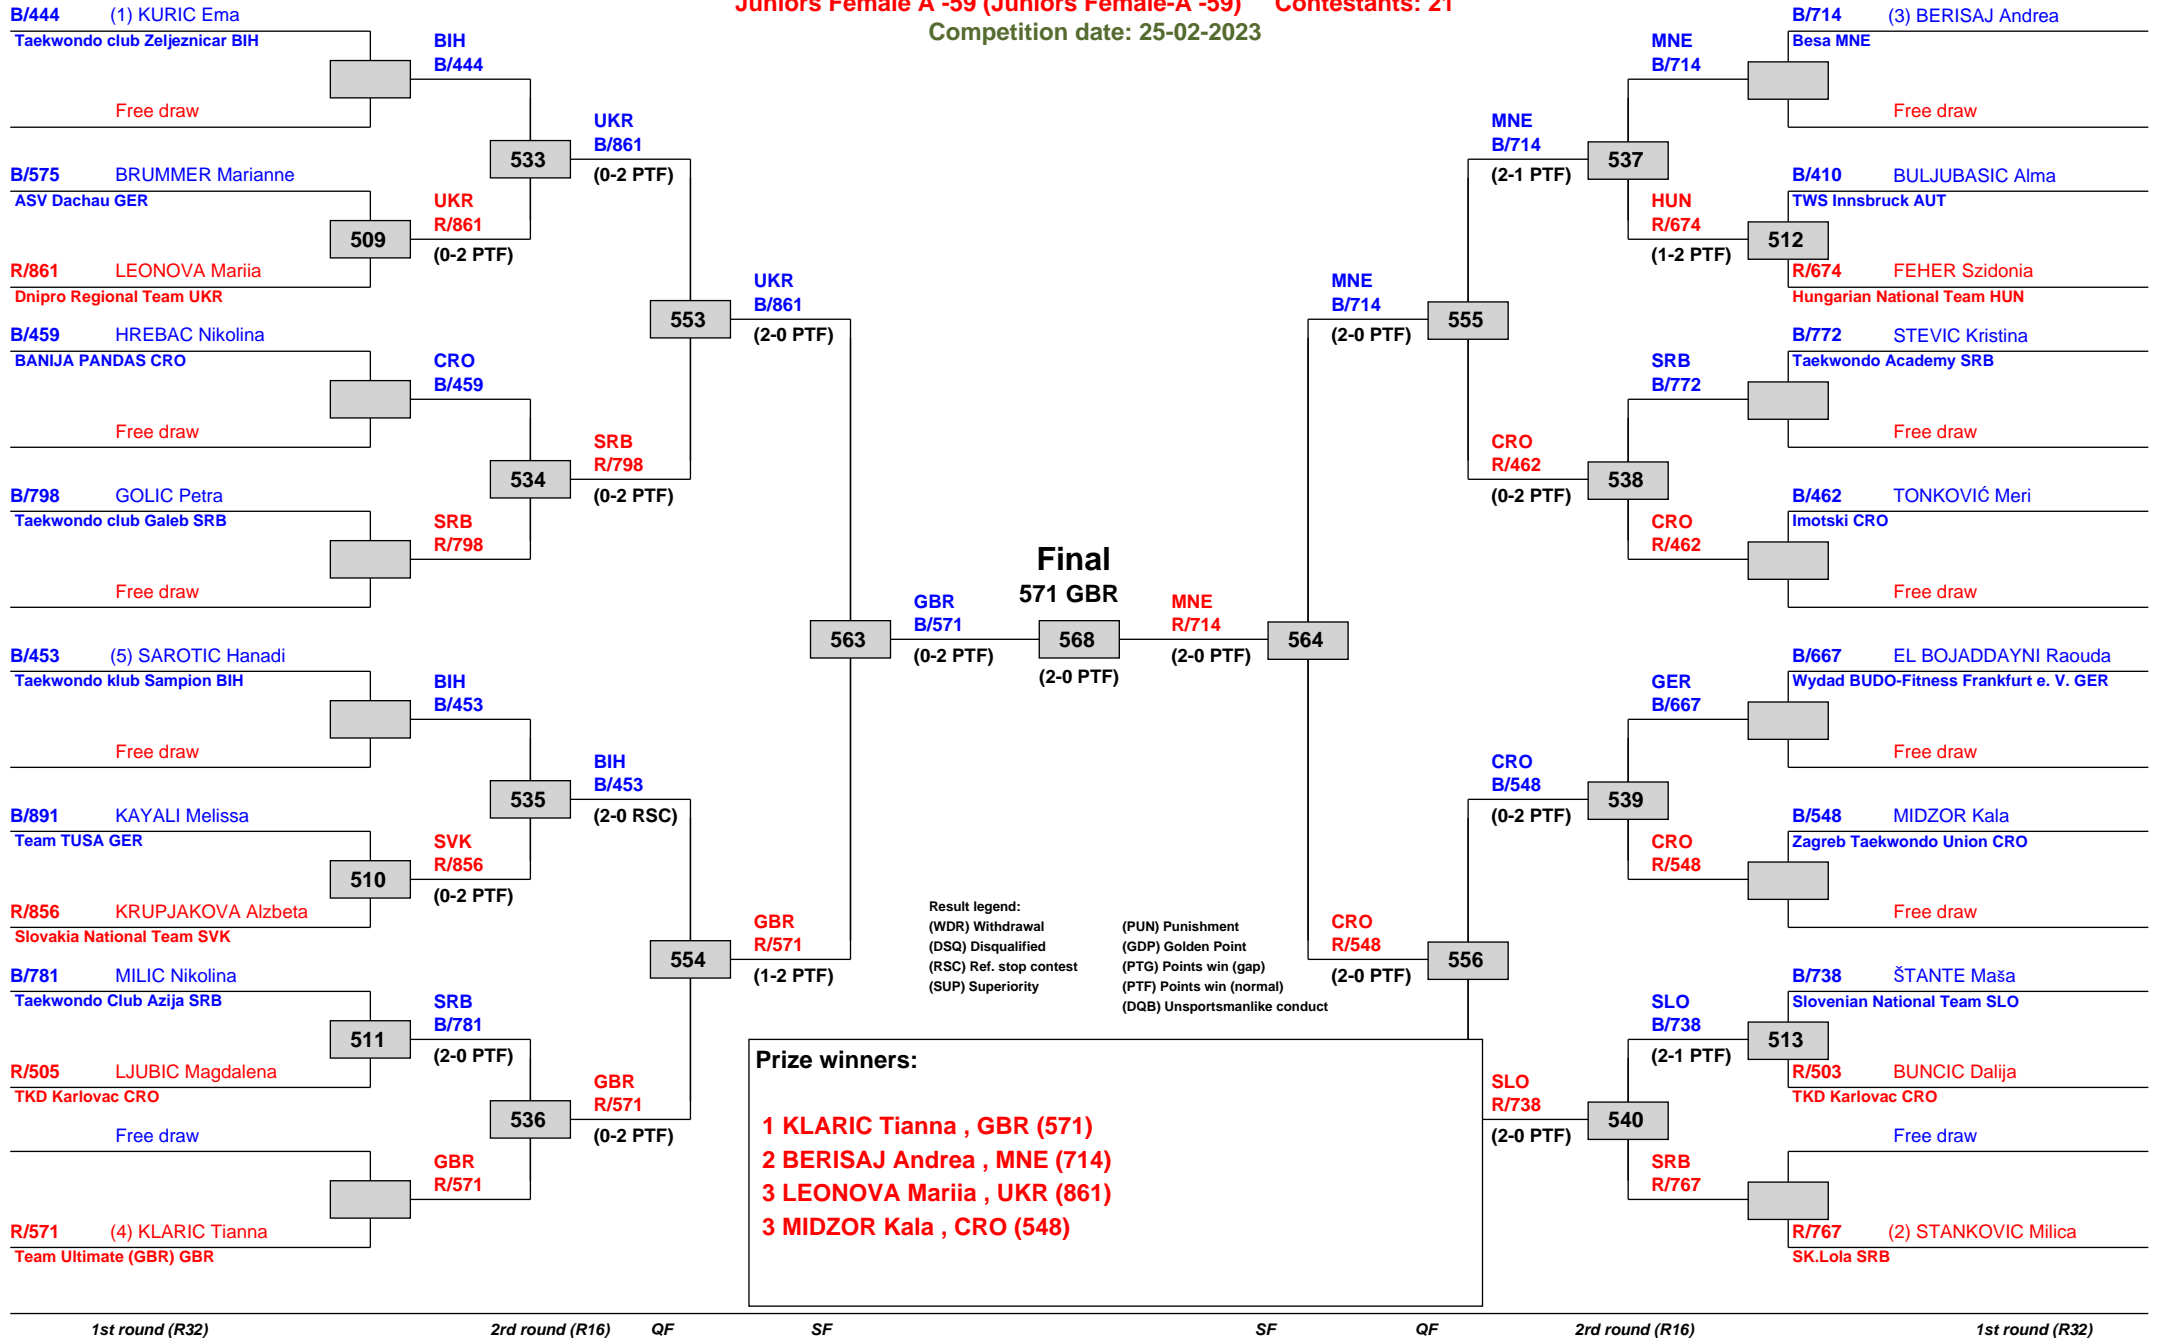 Juniors Female A -59 (Juniors Female-A -59) Contestants: 21
Competition date: 25-02-2023
B/444 (1) KURIC Ema
Taekwondo club Zeljeznicar BIH
Free draw
BIH
B/444
B/575 BRUMMER Marianne
ASV Dachau GER
509
R/861 LEONOVA Mariia
Dnipro Regional Team UKR
UKR
R/861
(0-2 PTF)
533
UKR
B/861
(0-2 PTF)
B/459 HREBAC Nikolina
BANIJA PANDAS CRO
Free draw
CRO
B/459
B/798 GOLIC Petra
Taekwondo club Galeb SRB
Free draw
SRB
R/798
534
SRB
R/798
(0-2 PTF)
553
UKR
B/861
(2-0 PTF)
B/453 (5) SAROTIC Hanadi
Taekwondo klub Sampion BIH
Free draw
BIH
B/453
B/891 KAYALI Melissa
Team TUSA GER
510
R/856 KRUPJAKOVA Alzbeta
Slovakia National Team SVK
SVK
R/856
(0-2 PTF)
535
BIH
B/453
(2-0 RSC)
B/781 MILIC Nikolina
Taekwondo Club Azija SRB
511
R/505 LJUBIC Magdalena
TKD Karlovac CRO
SRB
B/781
(2-0 PTF)
Free draw
R/571 (4) KLARIC Tianna
Team Ultimate (GBR) GBR
GBR
R/571
536
GBR
R/571
(0-2 PTF)
554
GBR
R/571
(1-2 PTF)
563
GBR
B/571
(0-2 PTF)
Final
571 GBR
568
(2-0 PTF)
MNE
R/714
(2-0 PTF)
564
MNE
B/714
(2-0 PTF)
555
MNE
B/714
(2-1 PTF)
537
MNE
B/714
B/714 (3) BERISAJ Andrea
Besa MNE
Free draw
HUN
R/674
(1-2 PTF)
512
B/410 BULJUBASIC Alma
TWS Innsbruck AUT
R/674 FEHER Szidonia
Hungarian National Team HUN
CRO
R/462
(0-2 PTF)
538
SRB
B/772
B/772 STEVIC Kristina
Taekwondo Academy SRB
Free draw
CRO
R/462
B/462 TONKOVIĆ Meri
Imotski CRO
Free draw
CRO
R/548
(2-0 PTF)
556
CRO
B/548
(0-2 PTF)
539
GER
B/667
B/667 EL BOJADDAYNI Raouda
Wydad BUDO-Fitness Frankfurt e. V. GER
Free draw
CRO
R/548
B/548 MIDZOR Kala
Zagreb Taekwondo Union CRO
Free draw
SLO
R/738
(2-0 PTF)
540
SLO
B/738
(2-1 PTF)
513
B/738 ŠTANTE Maša
Slovenian National Team SLO
R/503 BUNCIC Dalija
TKD Karlovac CRO
SRB
R/767
Free draw
R/767 (2) STANKOVIC Milica
SK.Lola SRB
Result legend:
(WDR) Withdrawal (PUN) Punishment
(DSQ) Disqualified (GDP) Golden Point
(RSC) Ref. stop contest (PTG) Points win (gap)
(SUP) Superiority (PTF) Points win (normal)
(DQB) Unsportsmanlike conduct
Prize winners:
1 KLARIC Tianna , GBR (571)
2 BERISAJ Andrea , MNE (714)
3 LEONOVA Mariia , UKR (861)
3 MIDZOR Kala , CRO (548)
1st round (R32) 2rd round (R16) QF SF SF QF 2rd round (R16) 1st round (R32)